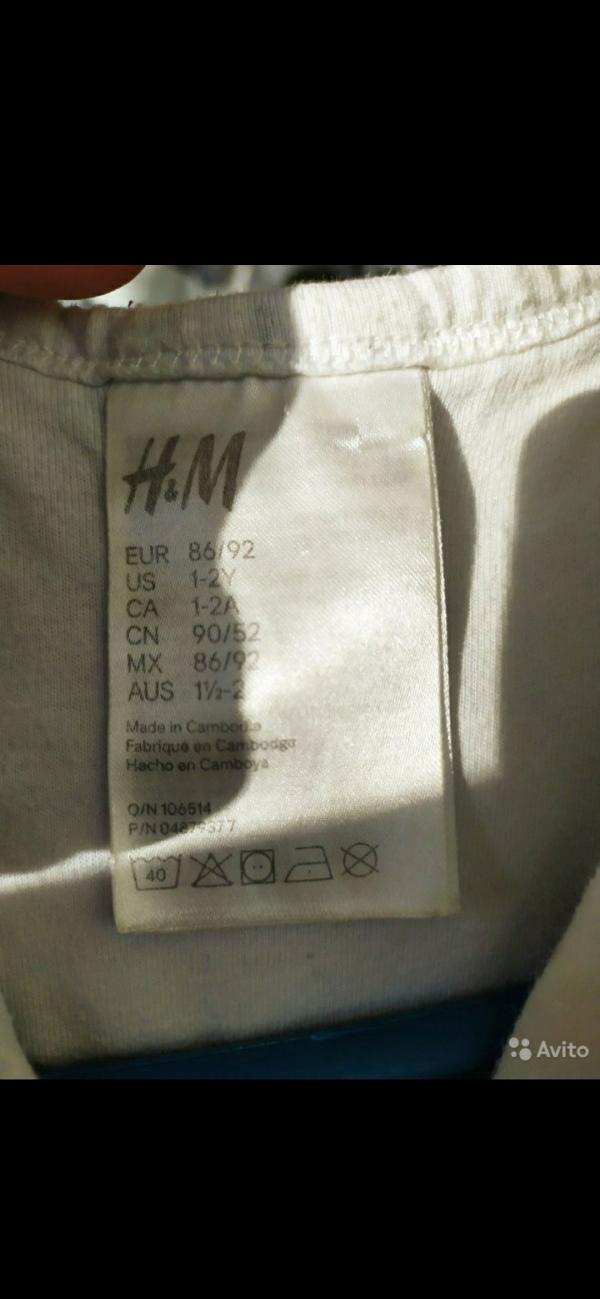 H&M
EUR 86/92
US 1-2Y
CA 1-2A
CN 90/52
MX 86/92
AUS 1½-2
Made in Cambodia
Fabriqué en Cambodge
Hecho en Camboya
O/N 106514
P/N 04879377
40
Avito